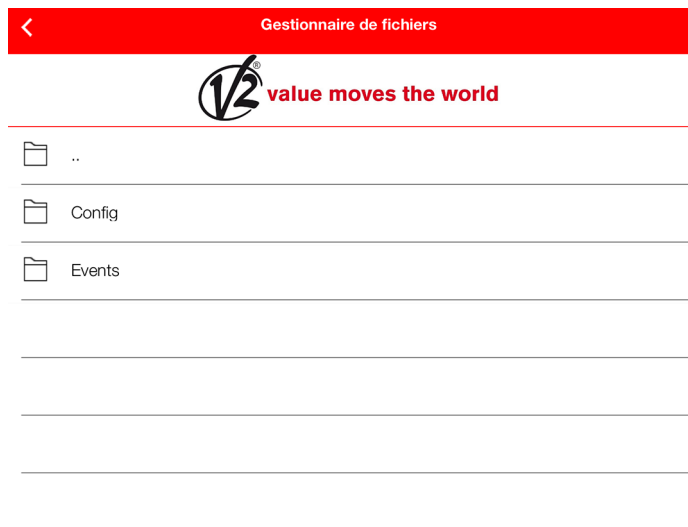 Gestionnaire de fichiers
V2® value moves the world
..
Config
Events